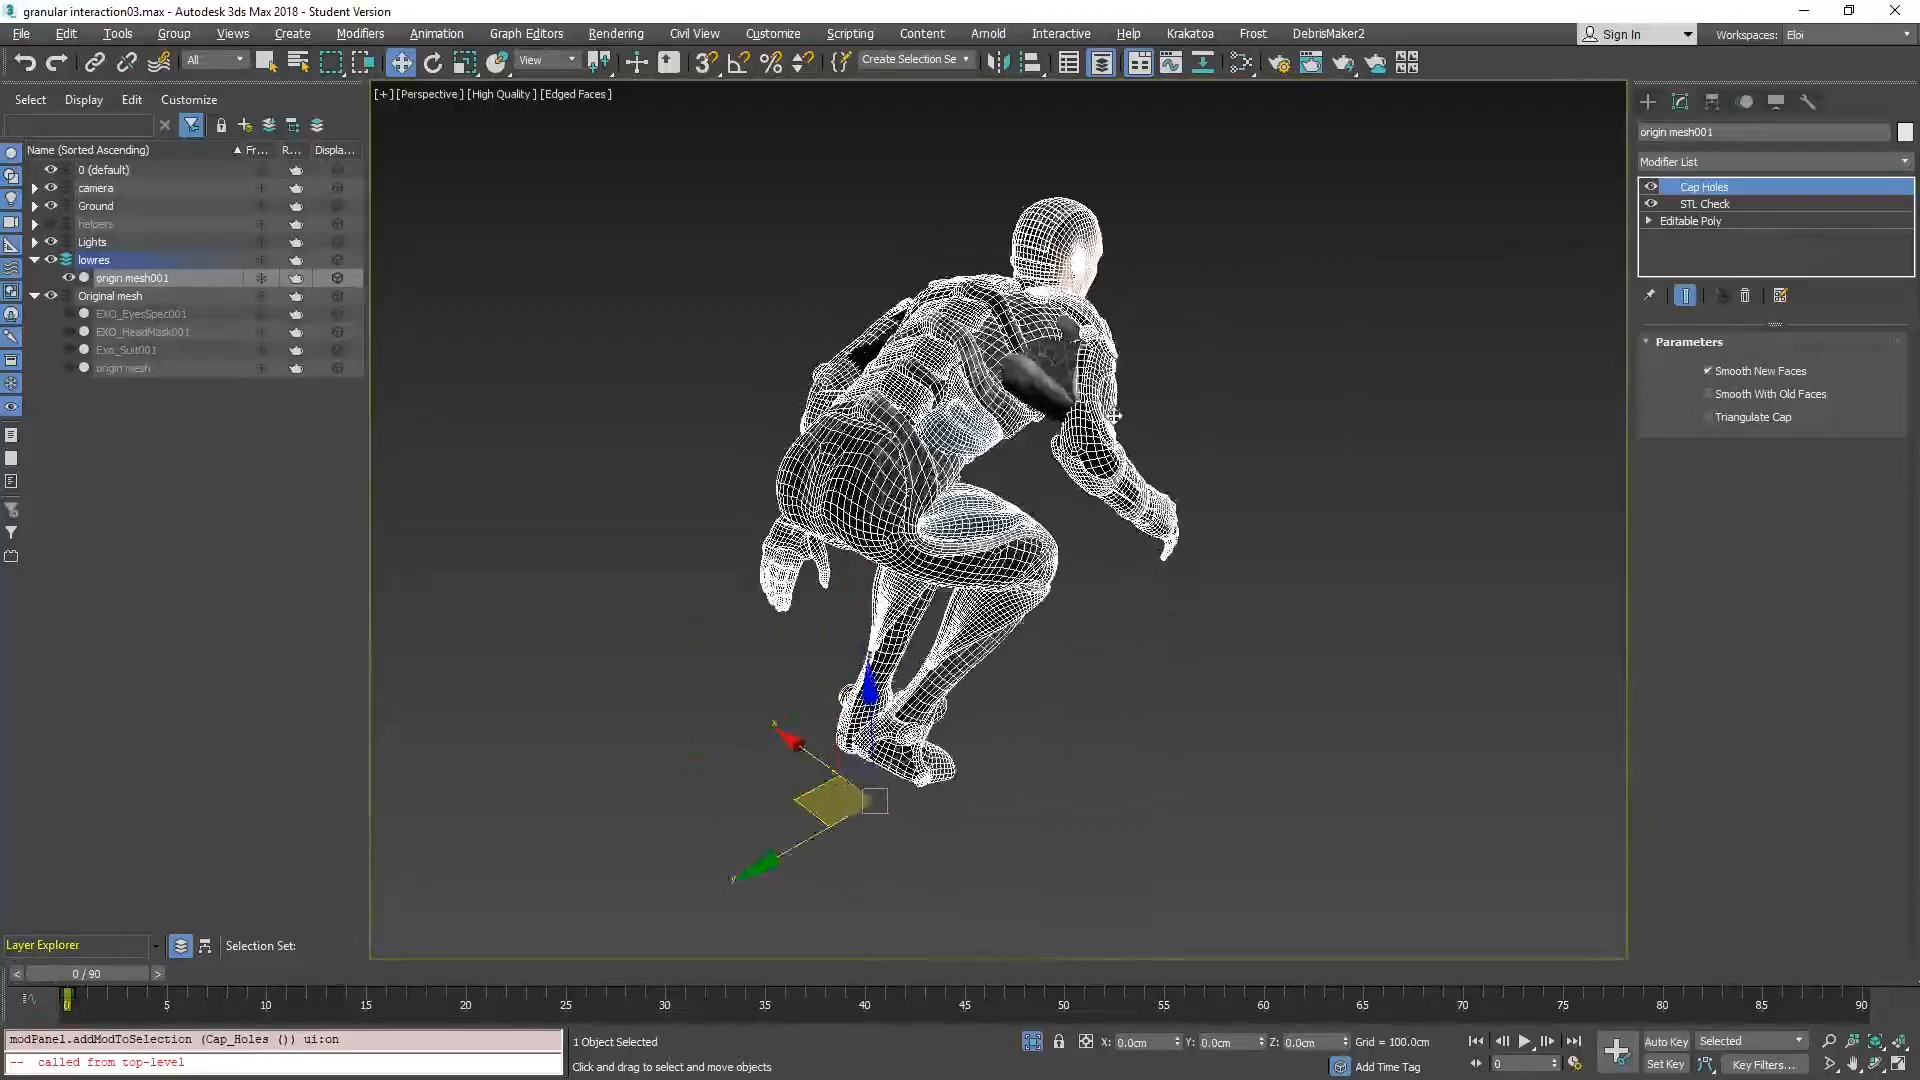 granular interaction03.max - Autodesk 3ds Max 2018 - Student Version
File Edit Tools Group Views Create Modifiers Animation Graph Editors Rendering Civil View Customize Scripting Content Arnold Interactive Help Krakatoa Frost DebrisMaker2 Sign In Workspaces: Eloi
All View Create Selection Se
Select Display Edit Customize
[+] [Perspective] [High Quality] [Edged Faces]
origin mesh001
Name (Sorted Ascending) Fr... R... Displa...
Modifier List
0 (default)
camera
Ground
helpers
Lights
lowres
origin mesh001
Original mesh
EXO_EyesSpec001
EXO_HeadMask001
Exo_Suit001
origin mesh
Cap Holes
STL Check
Editable Poly
Parameters
Smooth New Faces
Smooth With Old Faces
Triangulate Cap
x
y
Layer Explorer Selection Set:
< 0 / 90 >
0 5 10 15 20 25 30 35 40 45 50 55 60 65 70 75 80 85 90
modPanel.addModToSelection (Cap_Holes ()) ui:on
-- called from top-level
1 Object Selected
Click and drag to select and move objects
X: 0.0cm Y: 0.0cm Z: 0.0cm Grid = 100.0cm
Add Time Tag
0
Auto Key Selected
Set Key Key Filters...